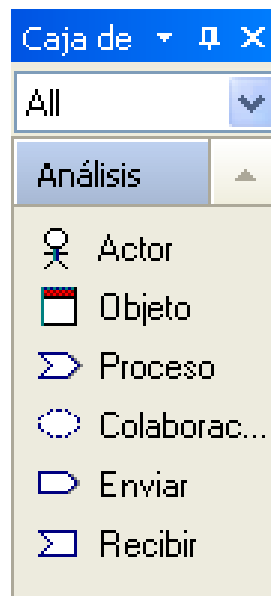 Caja de
All
Análisis
Actor
Objeto
Proceso
Colaborac...
Enviar
Recibir